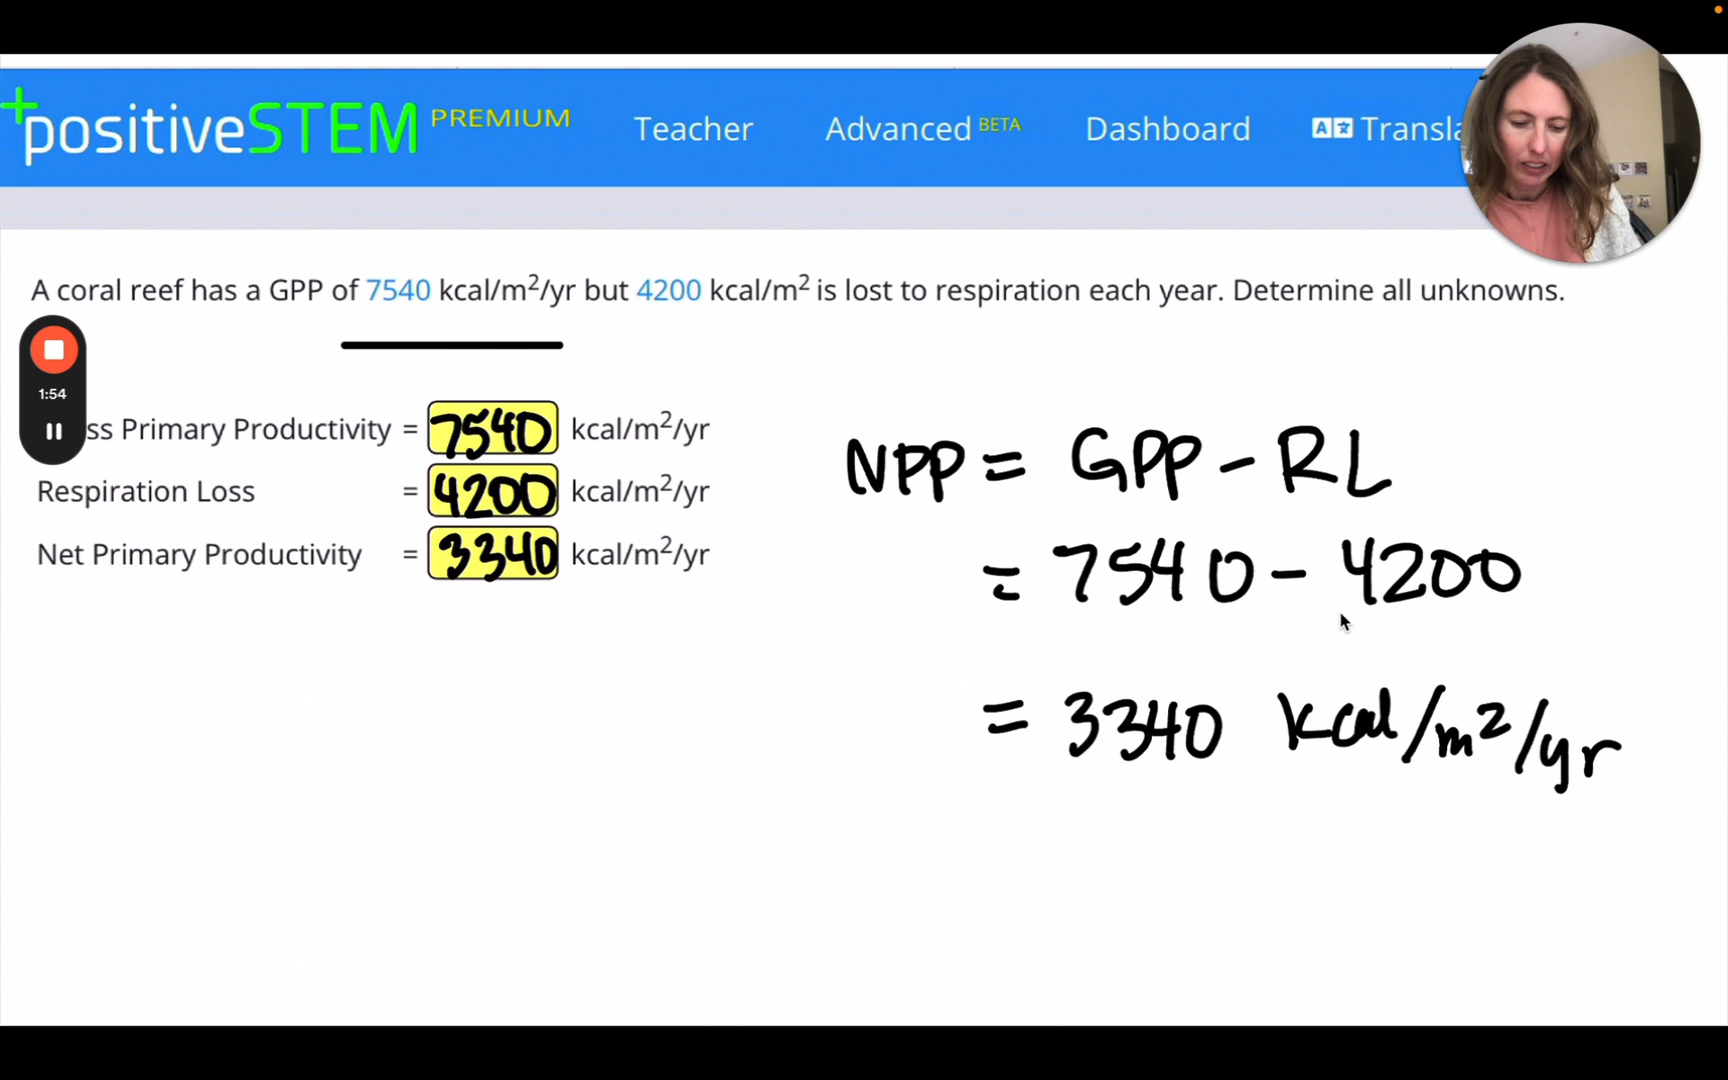 +positiveSTEM PREMIUM Teacher Advanced BETA Dashboard Transla
A coral reef has a GPP of 7540 kcal/m²/yr but 4200 kcal/m² is lost to respiration each year. Determine all unknowns.
1:54
ss Primary Productivity = 7540 kcal/m²/yr
Respiration Loss = 4200 kcal/m²/yr
Net Primary Productivity = 3340 kcal/m²/yr
NPP = GPP - RL
= 7540 - 4200
= 3340 kcal/m²/yr